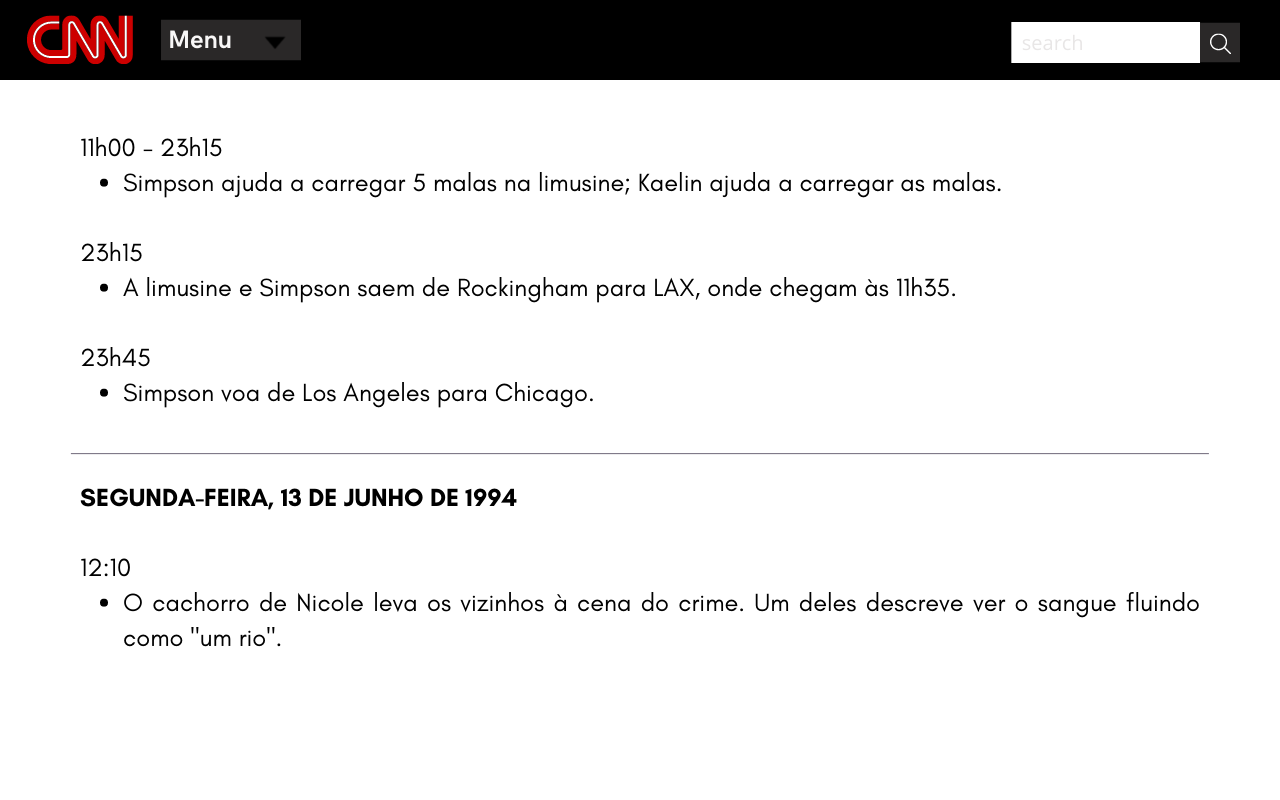 CNN
Menu
search
11h00 - 23h15
• Simpson ajuda a carregar 5 malas na limusine; Kaelin ajuda a carregar as malas.
23h15
• A limusine e Simpson saem de Rockingham para LAX, onde chegam às 11h35.
23h45
• Simpson voa de Los Angeles para Chicago.
SEGUNDA-FEIRA, 13 DE JUNHO DE 1994
12:10
• O cachorro de Nicole leva os vizinhos à cena do crime. Um deles descreve ver o sangue fluindo
como "um rio".